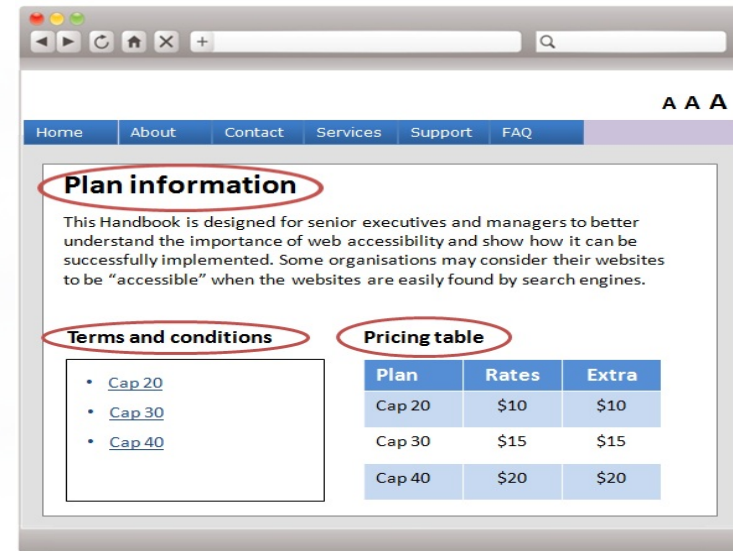 A A A
Home About Contact Services Support FAQ
Plan information
This Handbook is designed for senior executives and managers to better
understand the importance of web accessibility and show how it can be
successfully implemented. Some organisations may consider their websites
to be “accessible” when the websites are easily found by search engines.
Terms and conditions
• Cap 20
• Cap 30
• Cap 40
Pricing table
Plan Rates Extra
Cap 20 $10 $10
Cap 30 $15 $15
Cap 40 $20 $20